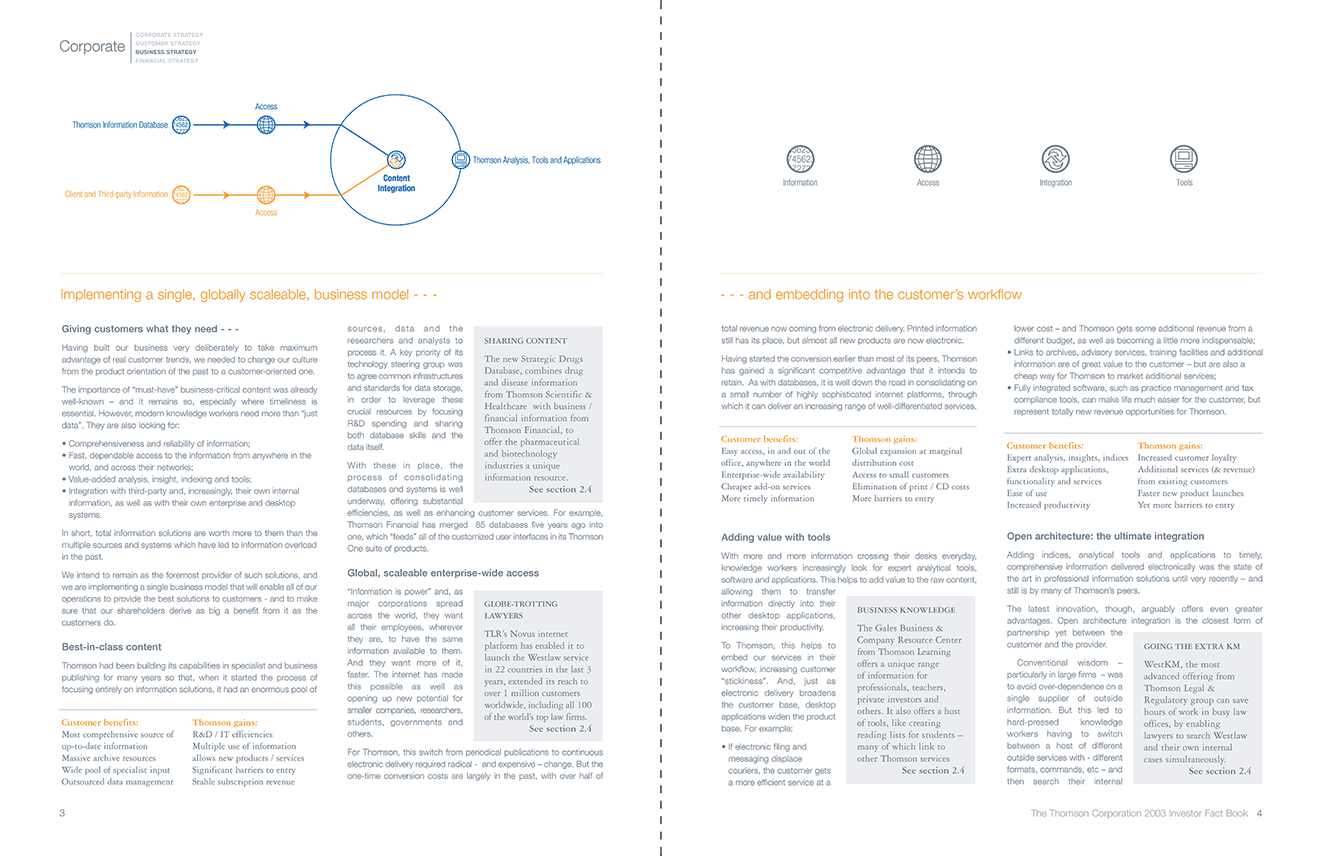 Corporate
CORPORATE STRATEGY
CUSTOMER STRATEGY
BUSINESS STRATEGY
FINANCIAL STRATEGY
Access
Thomson Information Database
74562
Thomson Analysis, Tools and Applications
Content
Integration
Client and Third-party Information
74562
Access
Implementing a single, globally scaleable, business model - - -
Giving customers what they need - - -
Having built our business very deliberately to take maximum
advantage of real customer trends, we needed to change our culture
from the product orientation of the past to a customer-oriented one.
The importance of “must-have” business-critical content was already
well-known – and it remains so, especially where timeliness is
essential. However, modern knowledge workers need more than “just
data”. They are also looking for:
• Comprehensiveness and reliability of information;
• Fast, dependable access to the information from anywhere in the
world, and across their networks;
• Value-added analysis, insight, indexing and tools;
• Integration with third-party and, increasingly, their own internal
information, as well as with their own enterprise and desktop
systems.
In short, total information solutions are worth more to them than the
multiple sources and systems which have led to information overload
in the past.
We intend to remain as the foremost provider of such solutions, and
we are implementing a single business model that will enable all of our
operations to provide the best solutions to customers - and to make
sure that our shareholders derive as big a benefit from it as the
customers do.
Best-in-class content
Thomson had been building its capabilities in specialist and business
publishing for many years so that, when it started the process of
focusing entirely on information solutions, it had an enormous pool of
Customer benefits:
Most comprehensive source of
up-to-date information
Massive archive resources
Wide pool of specialist input
Outsourced data management
Thomson gains:
R&D / IT efficiencies
Multiple use of information
allows new products / services
Significant barriers to entry
Stable subscription revenue
sources, data and the
researchers and analysts to
process it. A key priority of its
technology steering group was
to agree common infrastructures
and standards for data storage,
in order to leverage these
crucial resources by focusing
R&D spending and sharing
both database skills and the
data itself.
With these in place, the
process of consolidating
databases and systems is well
underway, offering substantial
efficiencies, as well as enhancing customer services. For example,
Thomson Financial has merged 85 databases five years ago into
one, which “feeds” all of the customized user interfaces in its Thomson
One suite of products.
SHARING CONTENT
The new Strategic Drugs
Database, combines drug
and disease information
from Thomson Scientific &
Healthcare with business /
financial information from
Thomson Financial, to
offer the pharmaceutical
and biotechnology
industries a unique
information resource.
See section 2.4
Global, scaleable enterprise-wide access
“Information is power” and, as
major corporations spread
across the world, they want
all their employees, wherever
they are, to have the same
information available to them.
And they want more of it,
faster. The internet has made
this possible as well as
opening up new potential for
smaller companies, researchers,
students, governments and
others.
GLOBE-TROTTING
LAWYERS
TLR’s Novus internet
platform has enabled it to
launch the Westlaw service
in 22 countries in the last 3
years, extended its reach to
over 1 million customers
worldwide, including all 100
of the world’s top law firms.
See section 2.4
For Thomson, this switch from periodical publications to continuous
electronic delivery required radical - and expensive – change. But the
one-time conversion costs are largely in the past, with over half of
3
745623
Information
Access
Integration
Tools
- - - and embedding into the customer’s workflow
total revenue now coming from electronic delivery. Printed information
still has its place, but almost all new products are now electronic.
Having started the conversion earlier than most of its peers, Thomson
has gained a significant competitive advantage that it intends to
retain. As with databases, it is well down the road in consolidating on
a small number of highly sophisticated internet platforms, through
which it can deliver an increasing range of well-differentiated services.
Customer benefits:
Easy access, in and out of the
office, anywhere in the world
Enterprise-wide availability
Cheaper add-on services
More timely information
Thomson gains:
Global expansion at marginal
distribution cost
Access to small customers
Elimination of print / CD costs
More barriers to entry
Adding value with tools
With more and more information crossing their desks everyday,
knowledge workers increasingly look for expert analytical tools,
software and applications. This helps to add value to the raw content,
allowing them to transfer
information directly into their
other desktop applications,
increasing their productivity.
To Thomson, this helps to
embed our services in their
workflow, increasing customer
“stickiness”. And, just as
electronic delivery broadens
the customer base, desktop
applications widen the product
base. For example:
• If electronic filing and
messaging displace
couriers, the customer gets
a more efficient service at a
BUSINESS KNOWLEDGE
The Gales Business &
Company Resource Center
from Thomson Learning
offers a unique range
of information for
professionals, teachers,
private investors and
others. It also offers a host
of tools, like creating
reading lists for students –
many of which link to
other Thomson services
See section 2.4
lower cost – and Thomson gets some additional revenue from a
different budget, as well as becoming a little more indispensable;
• Links to archives, advisory services, training facilities and additional
information are of great value to the customer – but are also a
cheap way for Thomson to market additional services;
• Fully integrated software, such as practice management and tax
compliance tools, can make life much easier for the customer, but
represent totally new revenue opportunities for Thomson.
Customer benefits:
Expert analysis, insights, indices
Extra desktop applications,
functionality and services
Ease of use
Increased productivity
Thomson gains:
Increased customer loyalty
Additional services (& revenue)
from existing customers
Faster new product launches
Yet more barriers to entry
Open architecture: the ultimate integration
Adding indices, analytical tools and applications to timely,
comprehensive information delivered electronically was the state of
the art in professional information solutions until very recently – and
still is by many of Thomson’s peers.
The latest innovation, though, arguably offers even greater
advantages. Open architecture integration is the closest form of
partnership yet between the
customer and the provider.
Conventional wisdom –
particularly in large firms – was
to avoid over-dependence on a
single supplier of outside
information. But this led to
hard-pressed knowledge
workers having to switch
between a host of different
outside services with - different
formats, commands, etc – and
then search their internal
GOING THE EXTRA KM
WestKM, the most
advanced offering from
Thomson Legal &
Regulatory group can save
hours of work in busy law
offices, by enabling
lawyers to search Westlaw
and their own internal
cases simultaneously.
See section 2.4
The Thomson Corporation 2003 Investor Fact Book 4